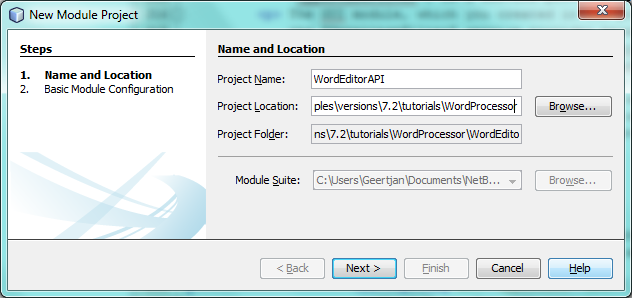 New Module Project
Steps
1. Name and Location
2. Basic Module Configuration
Name and Location
Project Name: WordEditorAPI
Project Location: ples\versions\7.2\tutorials\WordProcessor Browse...
Project Folder: ns\7.2\tutorials\WordProcessor\WordEdito
Module Suite: C:\Users\Geertjan\Documents\NetB... Browse...
< Back Next > Finish Cancel Help